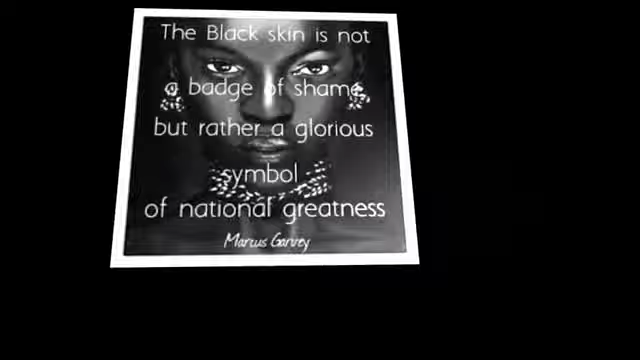 The Black skin is not
a badge of shame
but rather a glorious
symbol
of national greatness
Marcus Garvey